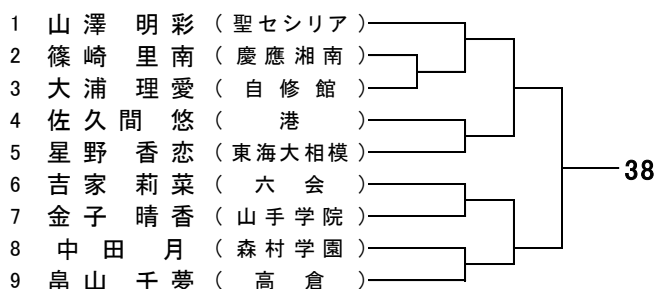 1 山澤 明彩 ( 聖セシリア )
2 篠崎 里南 ( 慶應湘南 )
3 大浦 理愛 ( 自修館 )
4 佐久間 悠 ( 港 )
5 星野 香恋 ( 東海大相模 )
6 吉家 莉菜 ( 六会 )
7 金子 晴香 ( 山手学院 )
8 中田 月 ( 森村学園 )
9 畠山 千夢 ( 高倉 )
38